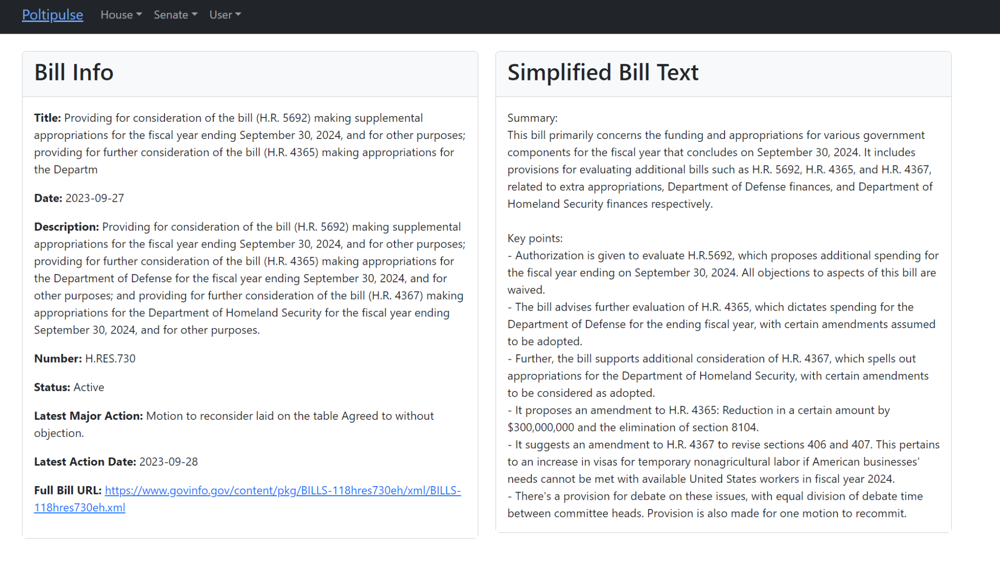 Poltipulse House Senate User
Bill Info
Title: Providing for consideration of the bill (H.R. 5692) making supplemental
appropriations for the fiscal year ending September 30, 2024, and for other purposes;
providing for further consideration of the bill (H.R. 4365) making appropriations for
the Departm
Date: 2023-09-27
Description: Providing for consideration of the bill (H.R. 5692) making supplemental
appropriations for the fiscal year ending September 30, 2024, and for other purposes;
providing for further consideration of the bill (H.R. 4365) making appropriations for
the Department of Defense for the fiscal year ending September 30, 2024, and for
other purposes; and providing for further consideration of the bill (H.R. 4367) making
appropriations for the Department of Homeland Security for the fiscal year ending
September 30, 2024, and for other purposes.
Number: H.RES.730
Status: Active
Latest Major Action: Motion to reconsider laid on the table Agreed to without
objection.
Latest Action Date: 2023-09-28
Full Bill URL: https://www.govinfo.gov/content/pkg/BILLS-118hres730eh/xml/BILLS-
118hres730eh.xml
Simplified Bill Text
Summary:
This bill primarily concerns the funding and appropriations for various government
components for the fiscal year that concludes on September 30, 2024. It includes
provisions for evaluating additional bills such as H.R. 5692, H.R. 4365, and H.R. 4367,
related to extra appropriations, Department of Defense finances, and Department of
Homeland Security finances respectively.
Key points:
- Authorization is given to evaluate H.R.5692, which proposes additional spending for
the fiscal year ending on September 30, 2024. All objections to aspects of this bill are
waived.
- The bill advises further evaluation of H.R. 4365, which dictates spending for the
Department of Defense for the ending fiscal year, with certain amendments assumed
to be adopted.
- Further, the bill supports additional consideration of H.R. 4367, which spells out
appropriations for the Department of Homeland Security, with certain amendments
to be considered as adopted.
- It proposes an amendment to H.R. 4365: Reduction in a certain amount by
$300,000,000 and the elimination of section 8104.
- It suggests an amendment to H.R. 4367 to revise sections 406 and 407. This pertains
to an increase in visas for temporary nonagricultural labor if American businesses'
needs cannot be met with available United States workers in fiscal year 2024.
- There's a provision for debate on these issues, with equal division of debate time
between committee heads. Provision is also made for one motion to recommit.